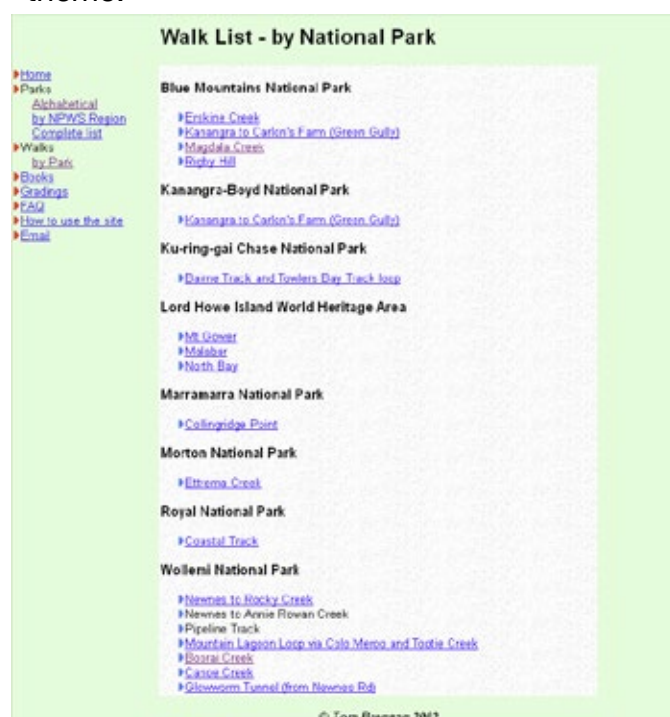 theme.
Walk List - by National Park
Home
Parks
Alphabetical
by NPWS Region
Complete list
Walks
by Park
Books
Gradings
FAQ
How to use the site
Email
Blue Mountains National Park
Erskine Creek
Kanangra to Carlon's Farm (Green Gully)
Magdala Creek
Rigby Hill
Kanangra-Boyd National Park
Kanangra to Carlon's Farm (Green Gully)
Ku-ring-gai Chase National Park
Track and Towlers Bay Track loop
Lord Howe Island World Heritage Area
Mt Gower
Malabar
North Bay
Marramarra National Park
Collingridge Point
Morton National Park
Ettrema Creek
Royal National Park
Coastal Track
Wollemi National Park
Newnes to Rocky Creek
Newnes to Annie Rowan Creek
Pipeline Track
Mountain Lagoon Loop via Colo Meroo and Tootie Creek
Creek
Canoe Creek
Glowworm Tunnel (from Newnes Rd)
© Tom